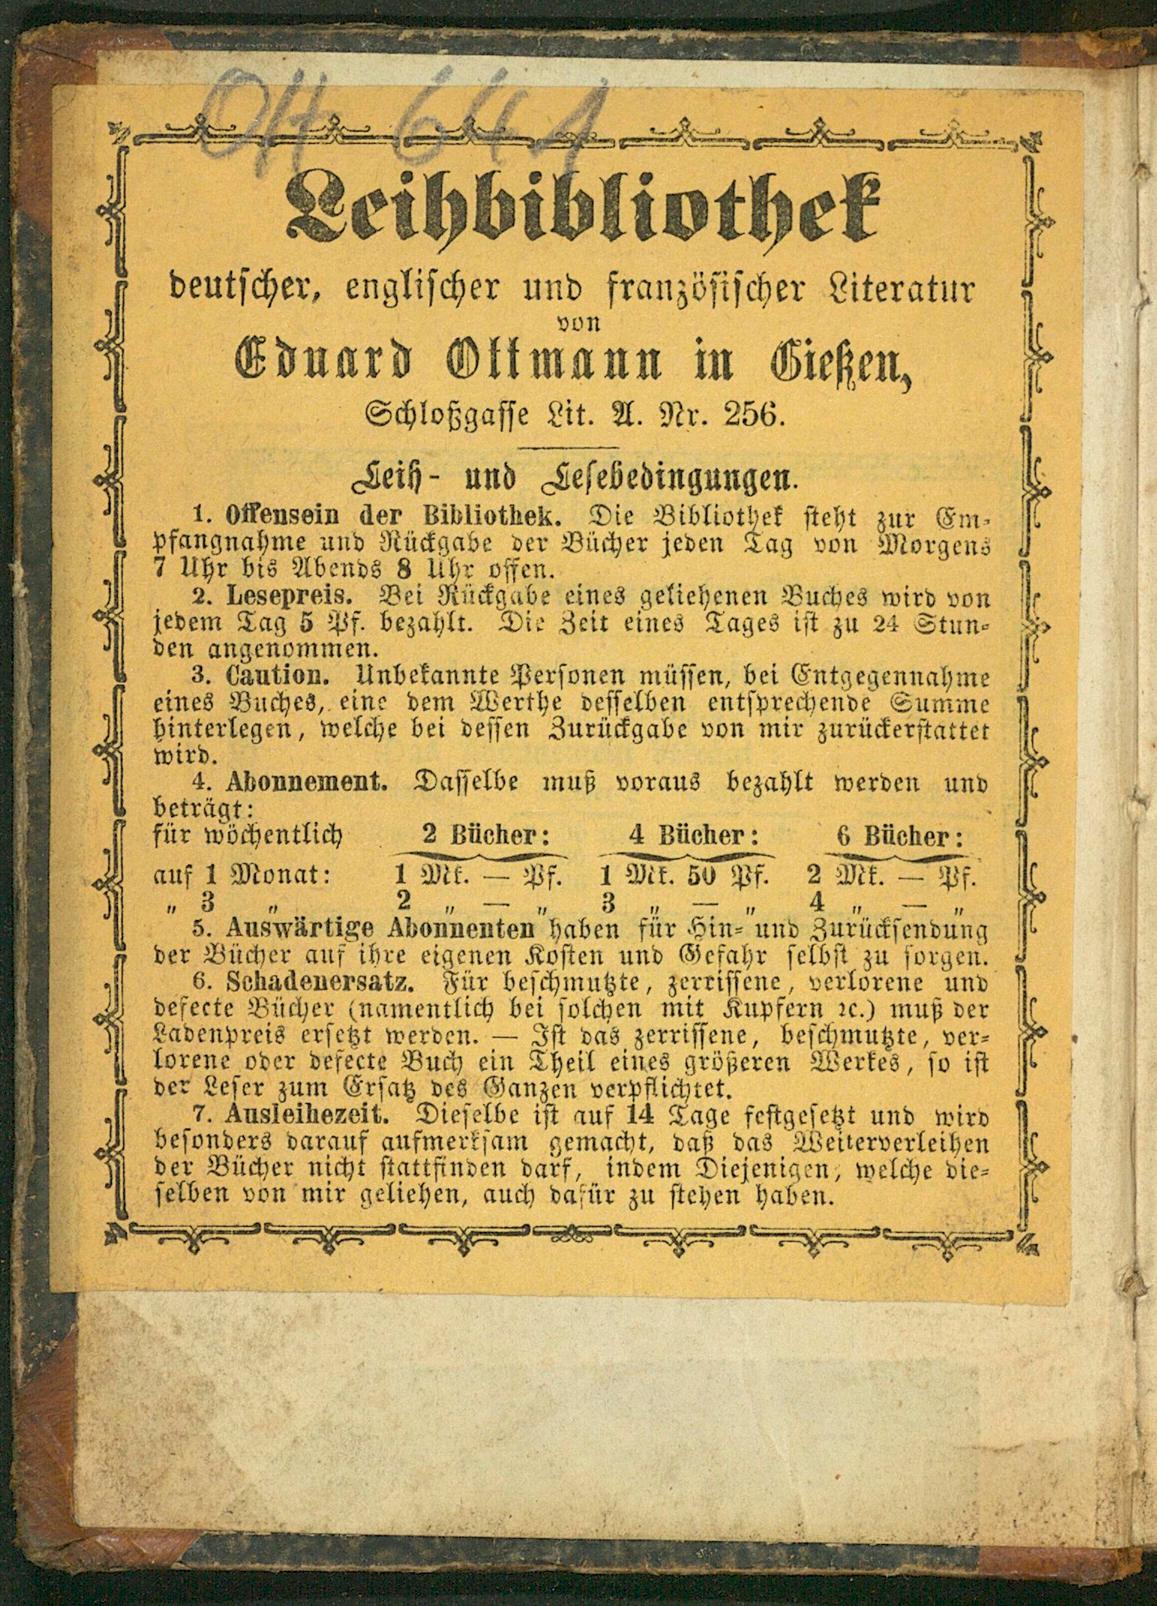 Ott 641
Leihbibliothek
deutscher, englischer und französischer Literatur
von
Eduard Ottmann in Gießen,
Schloßgasse Lit. A. Nr. 256.
Leih- und Lesebedingungen.
1. Offensein der Bibliothek. Die Bibliothek steht zur Em-
pfangnahme und Rückgabe der Bücher jeden Tag von Morgens
7 Uhr bis Abends 8 Uhr offen.
2. Lesepreis. Bei Rückgabe eines geliehenen Buches wird von
jedem Tag 5 Pf. bezahlt. Die Zeit eines Tages ist zu 24 Stun-
den angenommen.
3. Caution. Unbekannte Personen müssen, bei Entgegennahme
eines Buches, eine dem Werthe desselben entsprechende Summe
hinterlegen, welche bei dessen Zurückgabe von mir zurückerstattet
wird.
4. Abonnement. Dasselbe muß voraus bezahlt werden und
beträgt:
für wöchentlich 2 Bücher: 4 Bücher: 6 Bücher:
auf 1 Monat: 1 Mk. — Pf. 1 Mk. 50 Pf. 2 Mk. — Pf.
„ 3 „ 2 „ — „ 3 „ — „ 4 „ — „
5. Auswärtige Abonnenten haben für Hin- und Zurücksendung
der Bücher auf ihre eigenen Kosten und Gefahr selbst zu sorgen.
6. Schadenersatz. Für beschmutzte, zerrissene, verlorene und
defecte Bücher (namentlich bei solchen mit Kupfern ꝛc.) muß der
Ladenpreis ersetzt werden. — Ist das zerrissene, beschmutzte, ver-
lorene oder defecte Buch ein Theil eines größeren Werkes, so ist
der Leser zum Ersatz des Ganzen verpflichtet.
7. Ausleihezeit. Dieselbe ist auf 14 Tage festgesetzt und wird
besonders darauf aufmerksam gemacht, daß das Weiterverleihen
der Bücher nicht stattfinden darf, indem Diejenigen, welche die-
selben von mir geliehen, auch dafür zu stehen haben.